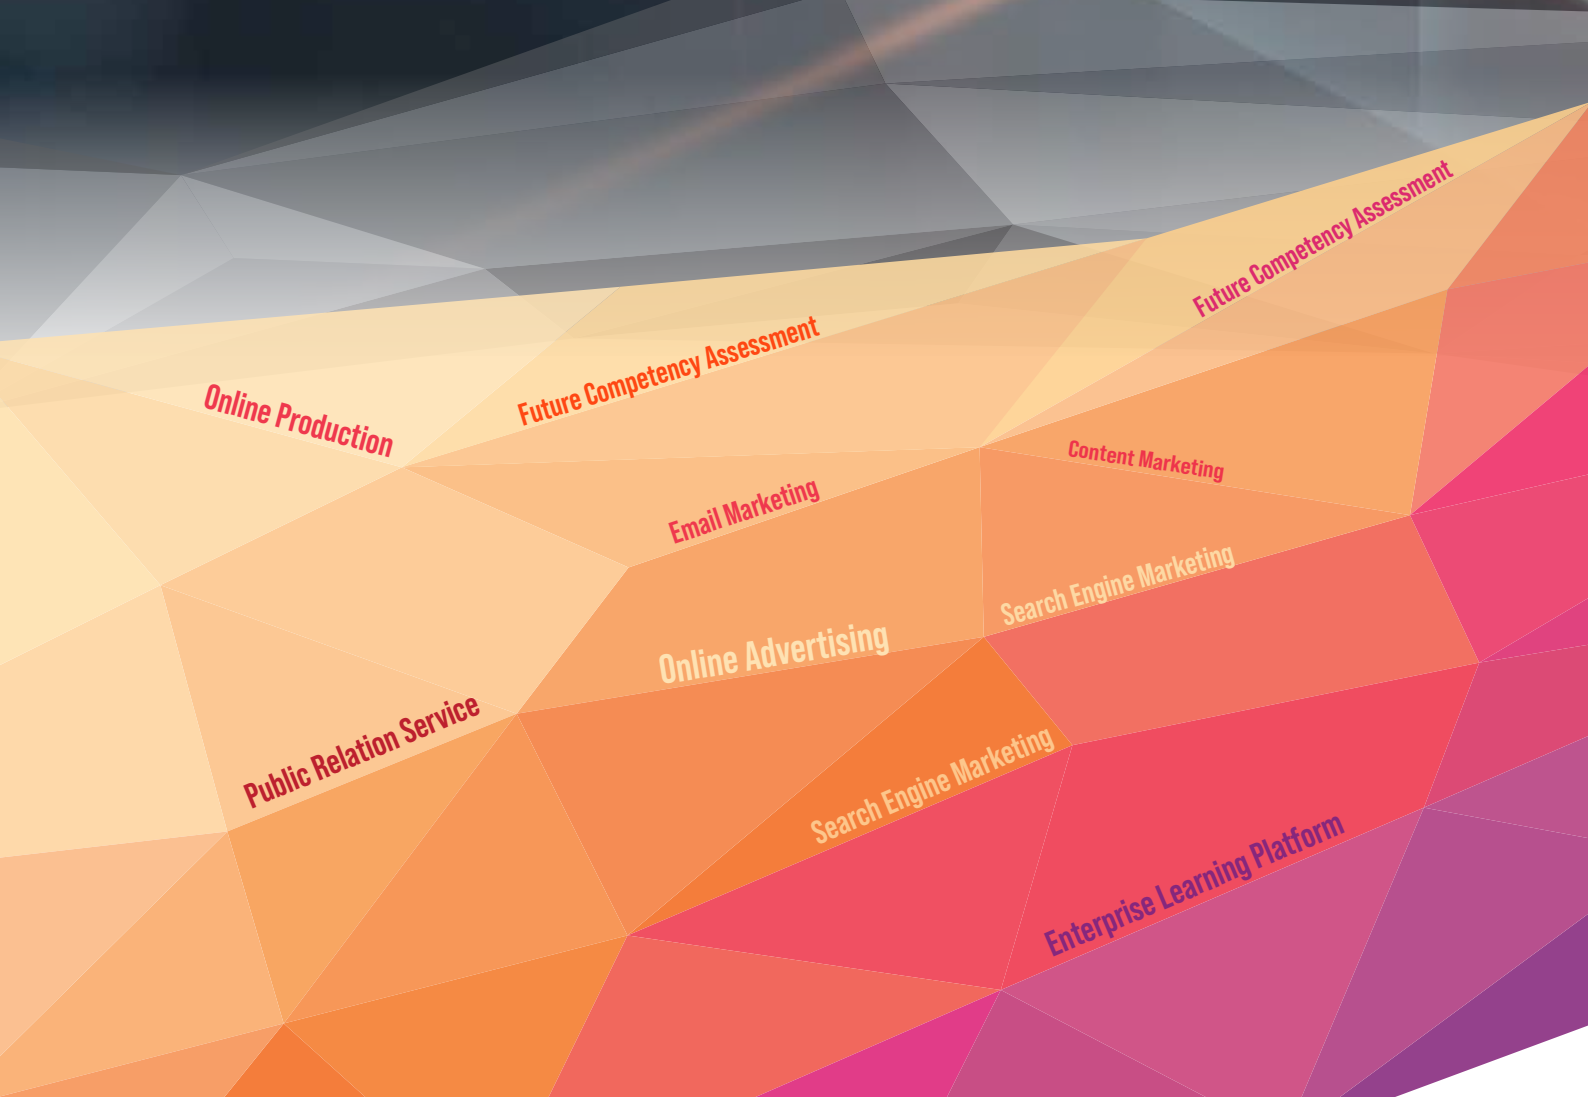 Future Competency Assessment
Future Competency Assessment
Online Production
Content Marketing
Email Marketing
Search Engine Marketing
Online Advertising
Public Relation Service
Search Engine Marketing
Enterprise Learning Platform